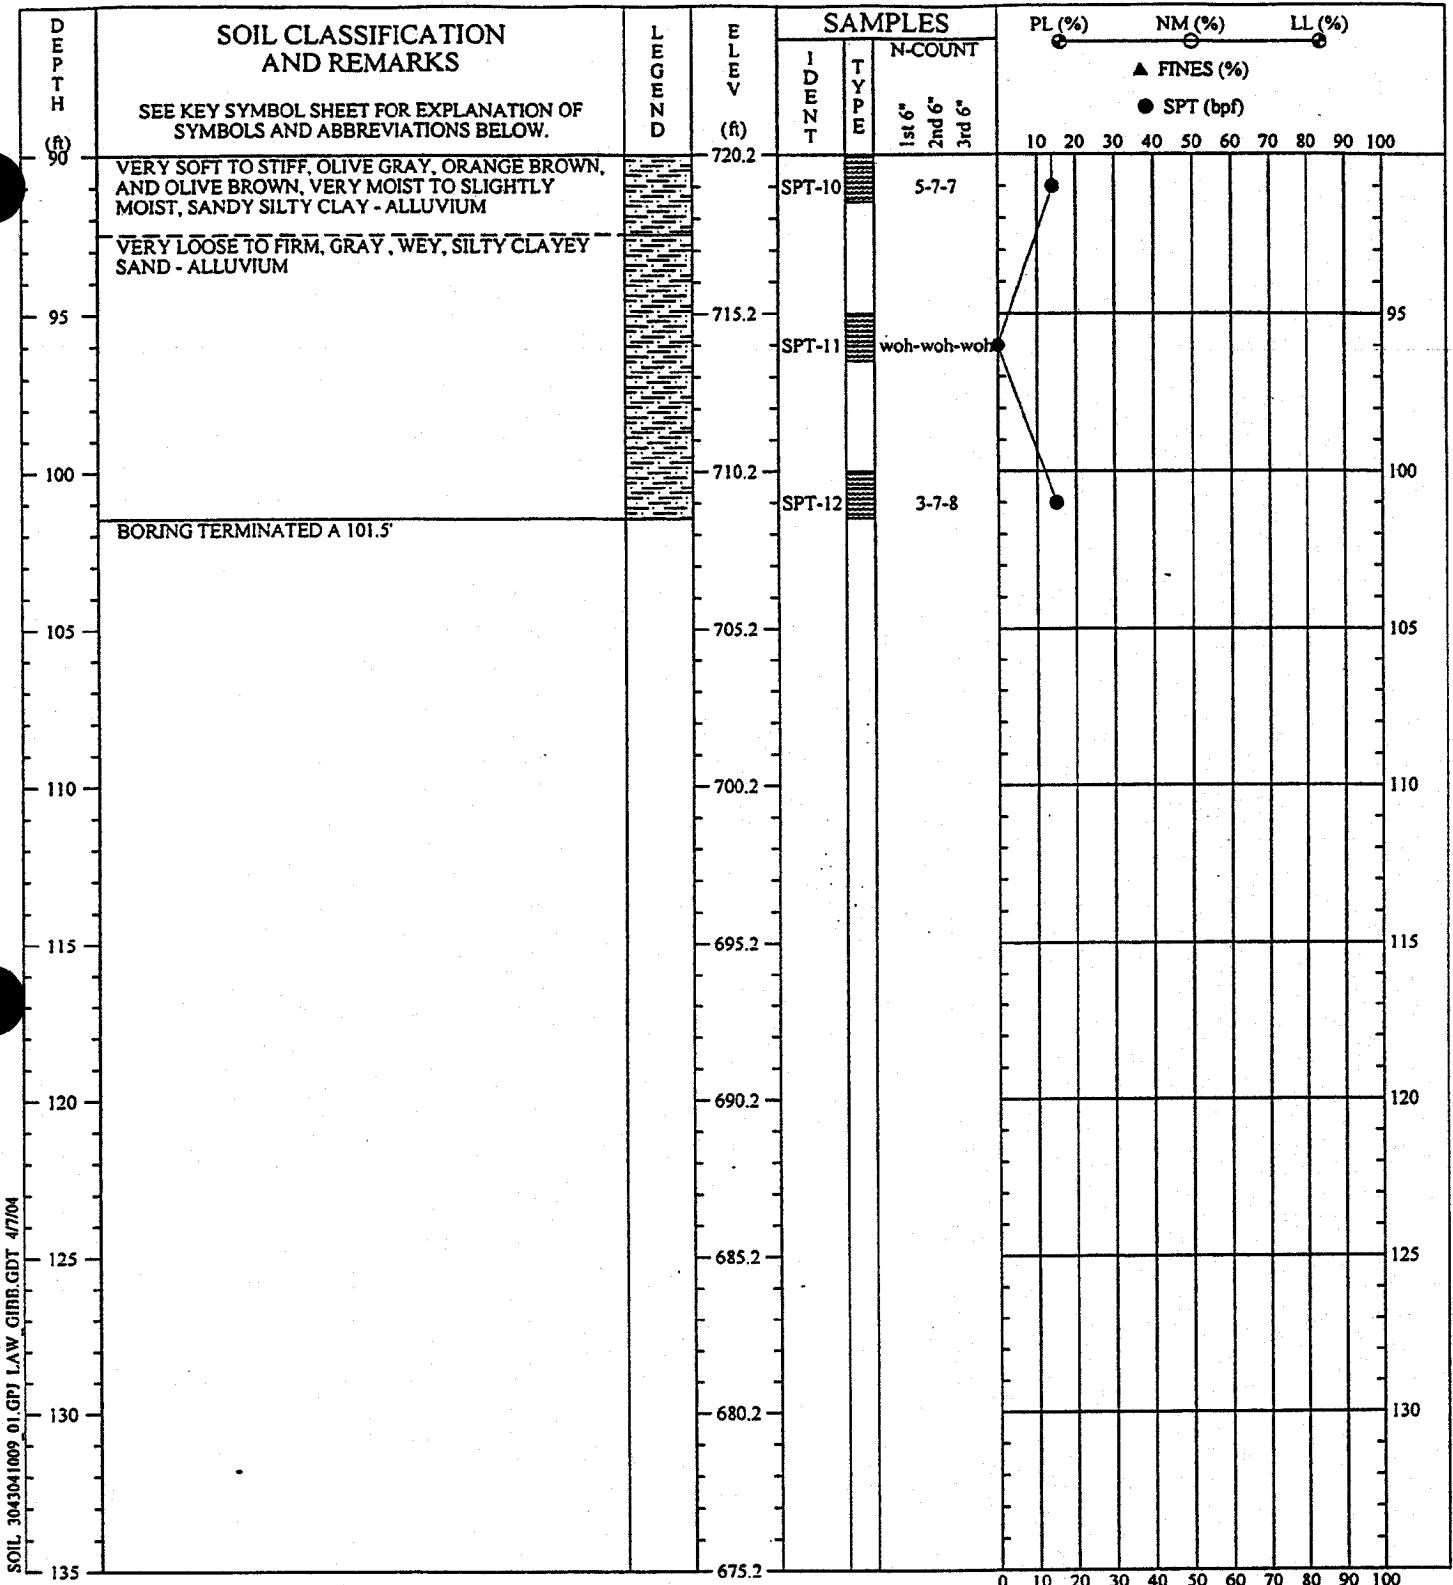 DEPTH (ft)
SOIL CLASSIFICATION
AND REMARKS
SEE KEY SYMBOL SHEET FOR EXPLANATION OF
SYMBOLS AND ABBREVIATIONS BELOW.
LEGEND
ELEV (ft)
SAMPLES
IDENT
TYPE
N-COUNT
1st 6"
2nd 6"
3rd 6"
PL (%) NM (%) LL (%)
▲ FINES (%)
● SPT (bpf)
10 20 30 40 50 60 70 80 90 100
90 720.2
VERY SOFT TO STIFF, OLIVE GRAY, ORANGE BROWN,
AND OLIVE BROWN, VERY MOIST TO SLIGHTLY
MOIST, SANDY SILTY CLAY - ALLUVIUM
SPT-10 5-7-7
VERY LOOSE TO FIRM, GRAY, WEY, SILTY CLAYEY
SAND - ALLUVIUM
95 715.2 95
SPT-11 woh-woh-woh
100 710.2 100
SPT-12 3-7-8
BORING TERMINATED A 101.5'
105 705.2 105
110 700.2 110
115 695.2 115
120 690.2 120
125 685.2 125
130 680.2 130
135 675.2
0 10 20 30 40 50 60 70 80 90 100
SOIL 3043041009 01.GPJ LAW GIBB.GDT 4/7/04